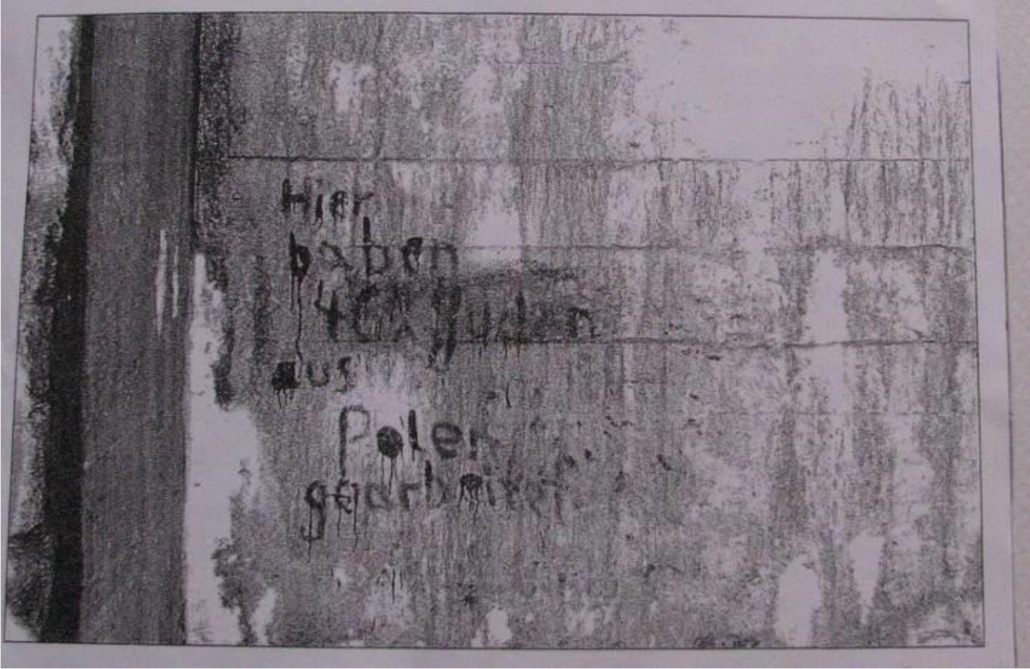 Hier
haben
Juden
aus
Polen
gearbeitet